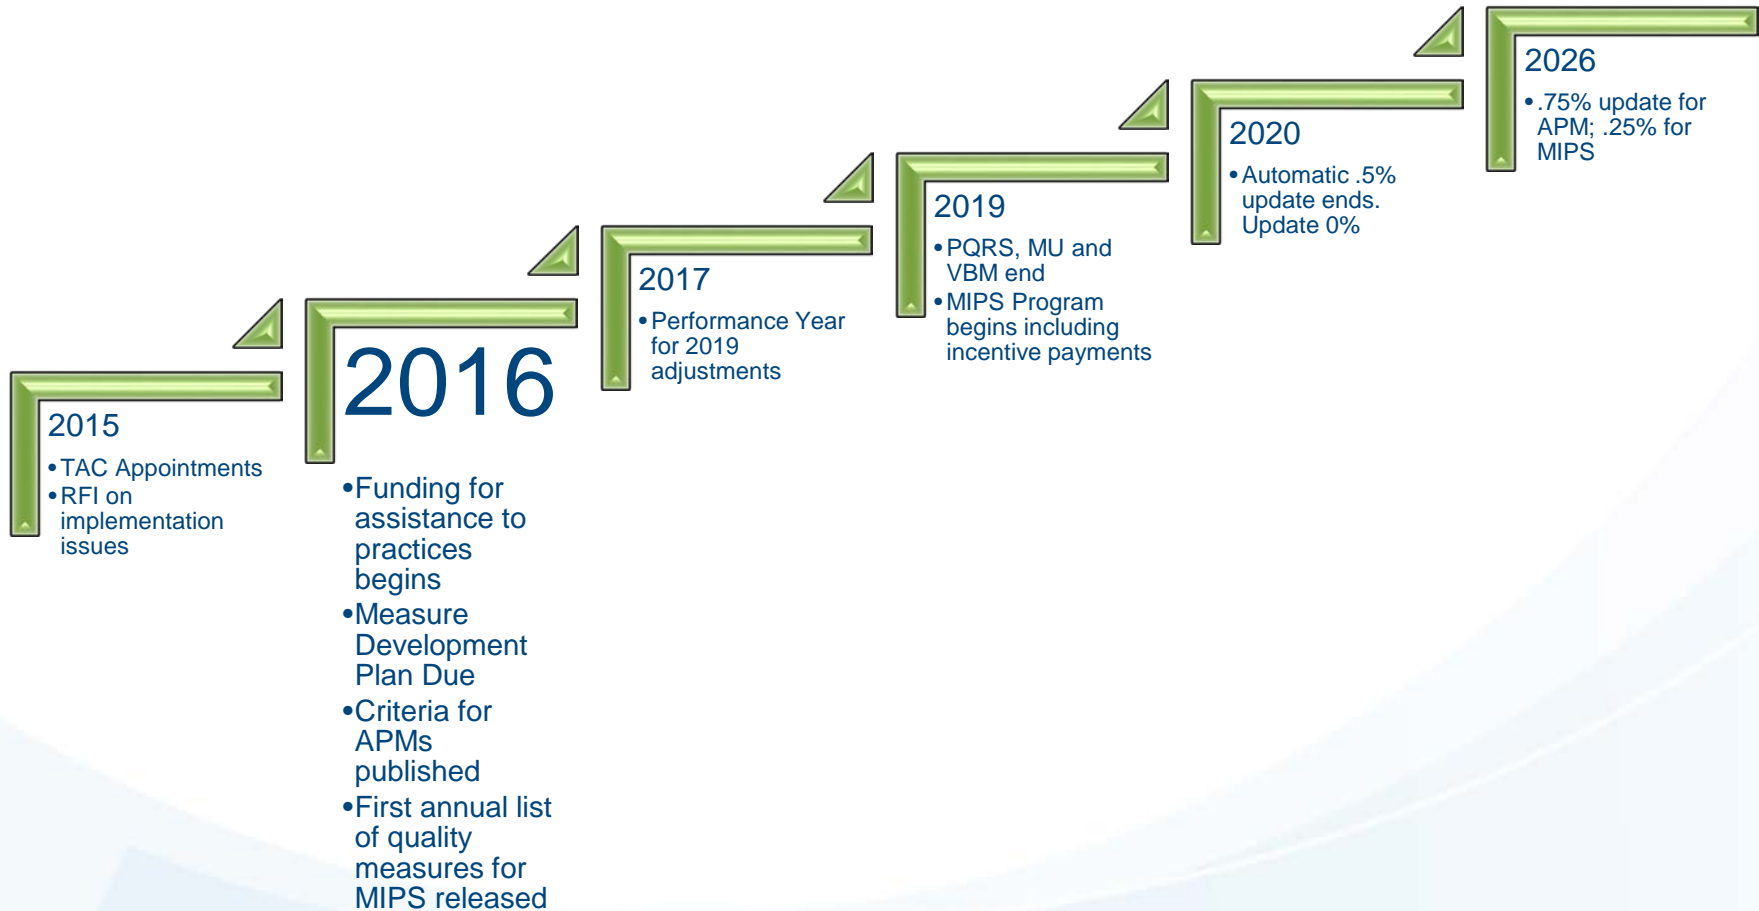 2015
•TAC Appointments
•RFI on
implementation
issues
2016
•Funding for
assistance to
practices
begins
•Measure
Development
Plan Due
•Criteria for
APMs
published
•First annual list
of quality
measures for
MIPS released
2017
•Performance Year
for 2019
adjustments
2019
•PQRS, MU and
VBM end
•MIPS Program
begins including
incentive payments
2020
•Automatic .5%
update ends.
Update 0%
2026
•.75% update for
APM; .25% for
MIPS